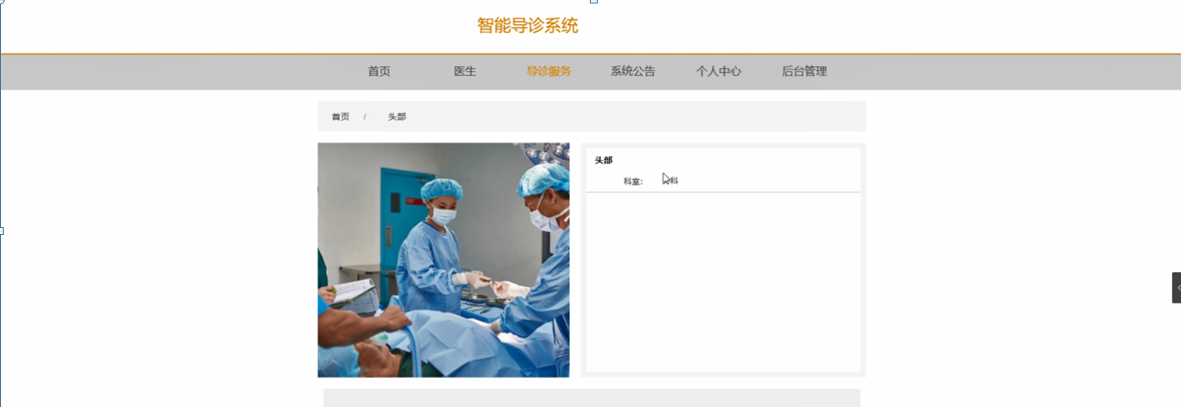 智能导诊系统
首页 医生 导诊服务 系统公告 个人中心 后台管理
首页 / 头部
头部
科室: 科